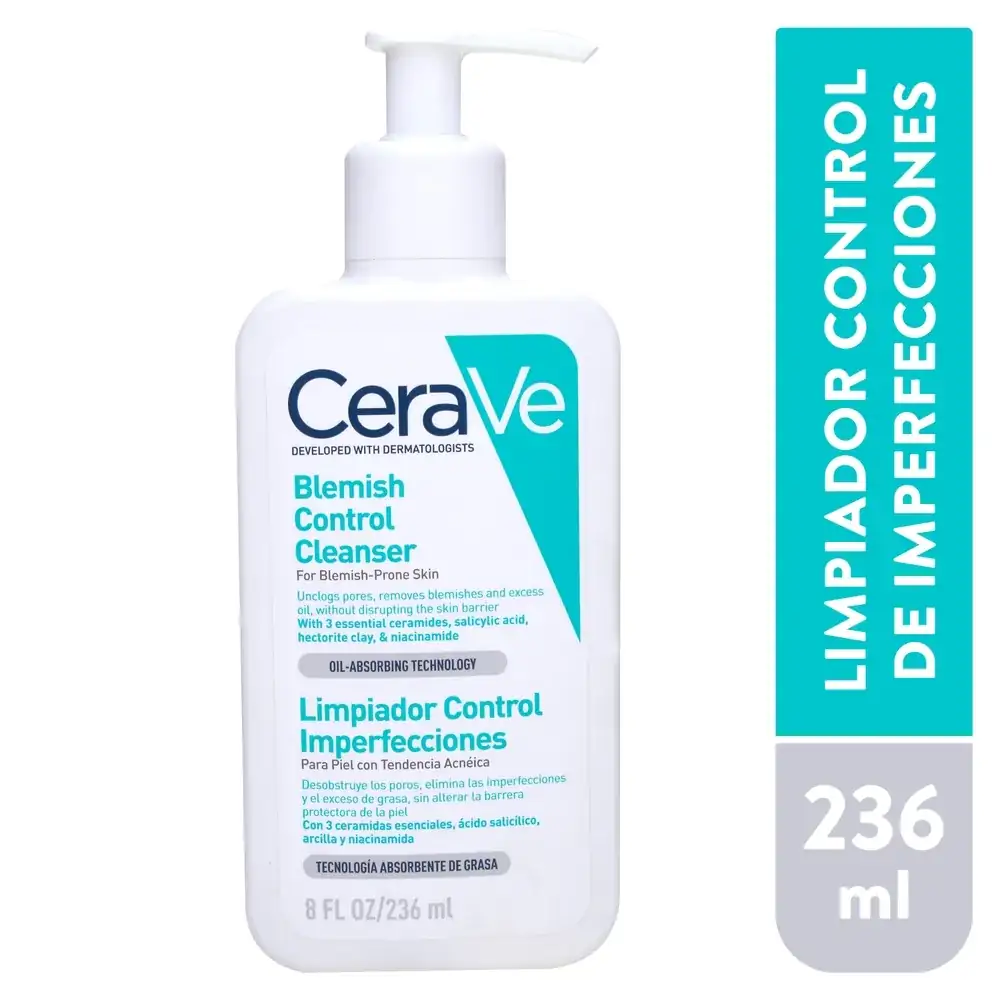 CeraVe
DEVELOPED WITH DERMATOLOGISTS
Blemish
Control
Cleanser
For Blemish-Prone Skin
Unclogs pores, removes blemishes and excess
oil, without disrupting the skin barrier
With 3 essential ceramides, salicylic acid,
hectorite clay, & niacinamide
OIL-ABSORBING TECHNOLOGY
Limpiador Control
Imperfecciones
Para Piel con Tendencia Acnéica
Desobstruye los poros, elimina las imperfecciones
y el exceso de grasa, sin alterar la barrera
protectora de la piel
Con 3 ceramidas esenciales, ácido salicílico,
arcilla y niacinamida
TECNOLOGÍA ABSORBENTE DE GRASA
8 FL OZ/236 ml
LIMPIADOR CONTROL
DE IMPERFECCIONES
236
ml